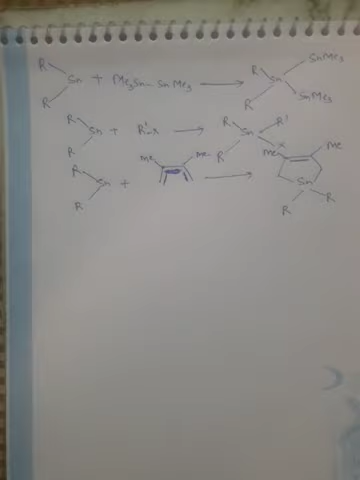 R Sn R + Me3Sn-SnMe3 → R Sn R SnMe3 SnMe3
R Sn R + R'-x → R Sn R R' x
R Sn R + me me → me me Sn R R